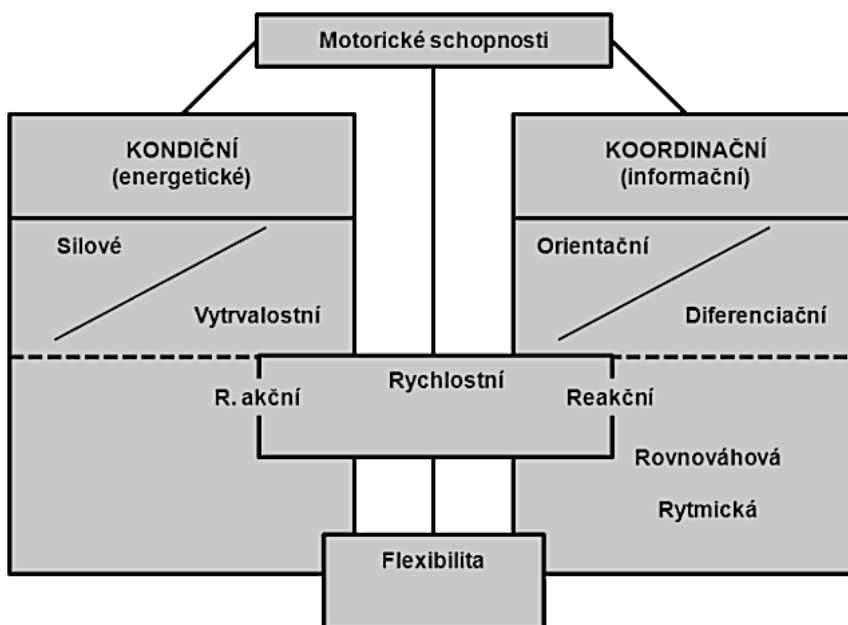 Motorické schopnosti
KONDIČNÍ
(energetické)
KOORDINAČNÍ
(informační)
Silové
Vytrvalostní
Orientační
Diferenciační
Rychlostní
R. akční
Reakční
Rovnováhová
Rytmická
Flexibilita